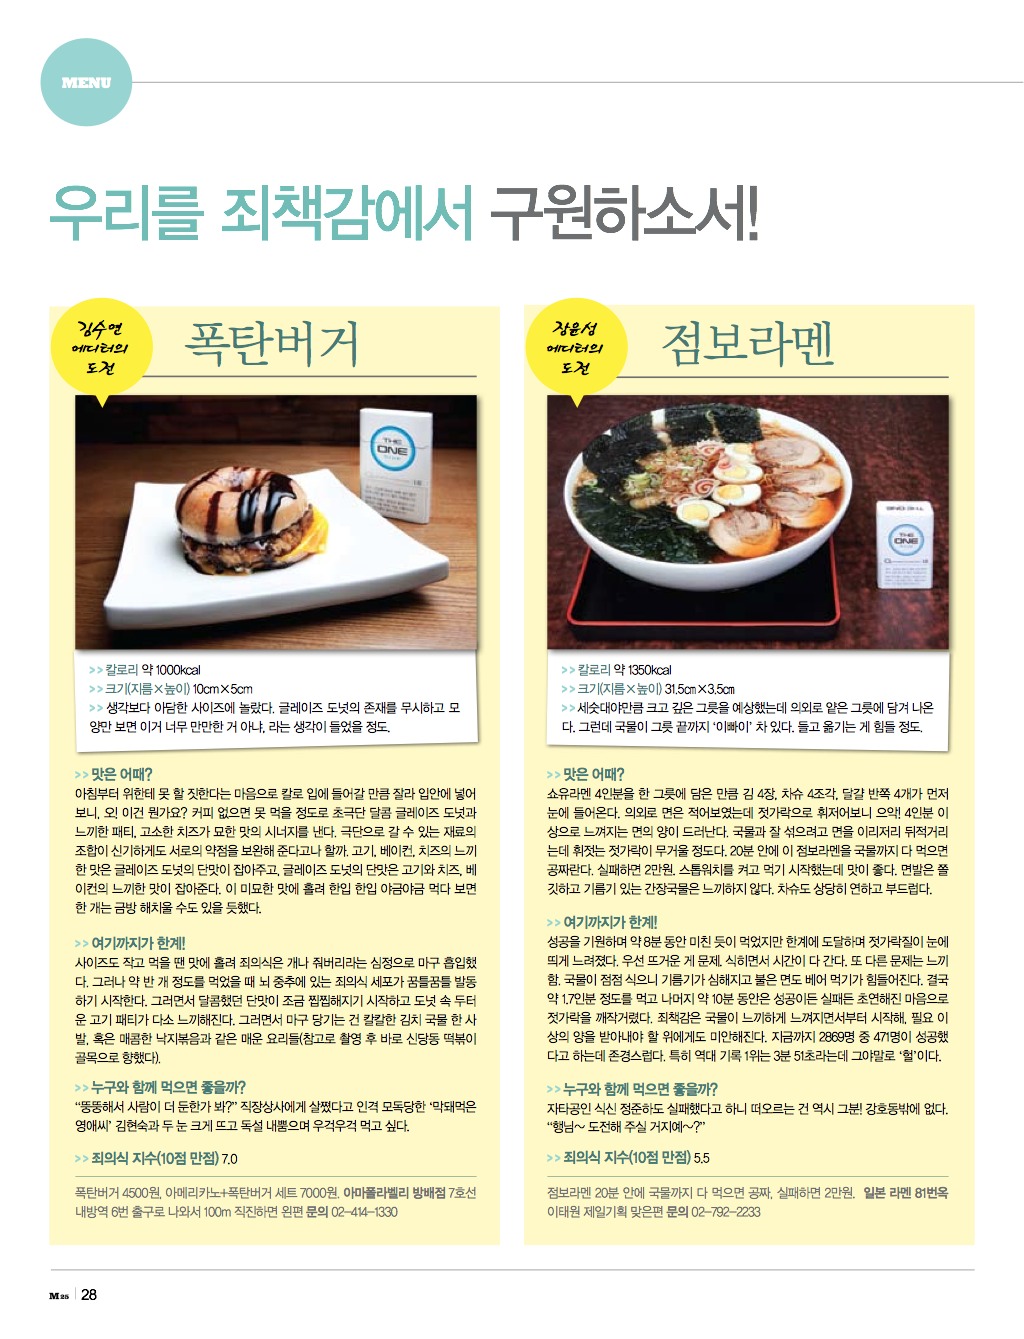 MENU
우리를 죄책감에서 구원하소서!
김수연
에디터의
도전
폭탄버거
THE
ONE
>> 칼로리 약 1000kcal
>> 크기(지름×높이) 10cm×5cm
>> 생각보다 아담한 사이즈에 놀랐다. 글레이즈 도넛의 존재를 무시하고 모
양만 보면 이거 너무 만만한 거 아냐, 라는 생각이 들었을 정도.
>> 맛은 어때?
아침부터 위한테 못 할 짓한다는 마음으로 칼로 입에 들어갈 만큼 잘라 입안에 넣어
보니, 오! 이건 뭔가요? 커피 없으면 못 먹을 정도로 초극단 달콤 글레이즈 도넛과
느끼한 패티, 고소한 치즈가 묘한 맛의 시너지를 낸다. 극단으로 갈 수 있는 재료의
조합이 신기하게도 서로의 약점을 보완해 준다고나 할까. 고기, 베이컨, 치즈의 느끼
한 맛은 글레이즈 도넛의 단맛이 잡아주고, 글레이즈 도넛의 단맛은 고기와 치즈, 베
이컨의 느끼한 맛이 잡아준다. 이 미묘한 맛에 홀려 한입 한입 야금야금 먹다 보면
한 개는 금방 해치울 수도 있을 듯했다.
>> 여기까지가 한계!
사이즈도 작고 먹을 땐 맛에 홀려 죄의식은 개나 줘버리라는 심정으로 마구 흡입했
다. 그러나 약 반 개 정도를 먹었을 때 뇌 중추에 있는 죄의식 세포가 꿈틀꿈틀 발동
하기 시작한다. 그러면서 달콤했던 단맛이 조금 찝찝해지기 시작하고 도넛 속 두터
운 고기 패티가 다소 느끼해진다. 그러면서 마구 당기는 건 칼칼한 김치 국물 한 사
발, 혹은 매콤한 낙지볶음과 같은 매운 요리들(참고로 촬영 후 바로 신당동 떡볶이
골목으로 향했다).
>> 누구와 함께 먹으면 좋을까?
“뚱뚱해서 사람이 더 둔한가 봐?” 직장상사에게 살쪘다고 인격 모독당한 ‘막돼먹은
영애씨’ 김현숙과 두 눈 크게 뜨고 독설 내뿜으며 우걱우걱 먹고 싶다.
>> 죄의식 지수(10점 만점) 7.0
폭탄버거 4500원, 아메리카노+폭탄버거 세트 7000원. 아마폴라벨리 방배점 7호선
내방역 6번 출구로 나와서 100m 직진하면 왼편 문의 02-414-1330
장윤성
에디터의
도전
점보라멘
THE ONE
THE
ONE
>> 칼로리 약 1350kcal
>> 크기(지름×높이) 31.5cm×3.5cm
>> 세숫대야만큼 크고 깊은 그릇을 예상했는데 의외로 얕은 그릇에 담겨 나온
다. 그런데 국물이 그릇 끝까지 ‘이빠이’ 차 있다. 들고 옮기는 게 힘들 정도.
>> 맛은 어때?
쇼유라멘 4인분을 한 그릇에 담은 만큼 김 4장, 차슈 4조각, 달걀 반쪽 4개가 먼저
눈에 들어온다. 의외로 면은 적어보였는데 젓가락으로 휘저어보니 으악! 4인분 이
상으로 느껴지는 면의 양이 드러난다. 국물과 잘 섞으려고 면을 이리저리 뒤적거리
는데 휘젓는 젓가락이 무거울 정도다. 20분 안에 이 점보라멘을 국물까지 다 먹으면
공짜란다. 실패하면 2만원. 스톱워치를 켜고 먹기 시작했는데 맛이 좋다. 면발은 쫄
깃하고 기름기 있는 간장국물은 느끼하지 않다. 차슈도 상당히 연하고 부드럽다.
>> 여기까지가 한계!
성공을 기원하며 약 8분 동안 미친 듯이 먹었지만 한계에 도달하며 젓가락질이 눈에
띄게 느려졌다. 우선 뜨거운 게 문제. 식히면서 시간이 다 간다. 또 다른 문제는 느끼
함. 국물이 점점 식으니 기름기가 심해지고 불은 면도 베어 먹기가 힘들어진다. 결국
약 1.7인분 정도를 먹고 나머지 약 10분 동안은 성공이든 실패든 초연해진 마음으로
젓가락을 깨작거렸다. 죄책감은 국물이 느끼하게 느껴지면서부터 시작해, 필요 이
상의 양을 받아내야 할 위에게도 미안해진다. 지금까지 2869명 중 471명이 성공했
다고 하는데 존경스럽다. 특히 역대 기록 1위는 3분 51초라는데 그야말로 ‘헐’이다.
>> 누구와 함께 먹으면 좋을까?
자타공인 식신 정준하도 실패했다고 하니 떠오르는 건 역시 그분! 강호동밖에 없다.
“행님~ 도전해 주실 거지예~?”
>> 죄의식 지수(10점 만점) 5.5
점보라멘 20분 안에 국물까지 다 먹으면 공짜, 실패하면 2만원. 일본 라멘 81번옥
이태원 제일기획 맞은편 문의 02-792-2233
M25 28